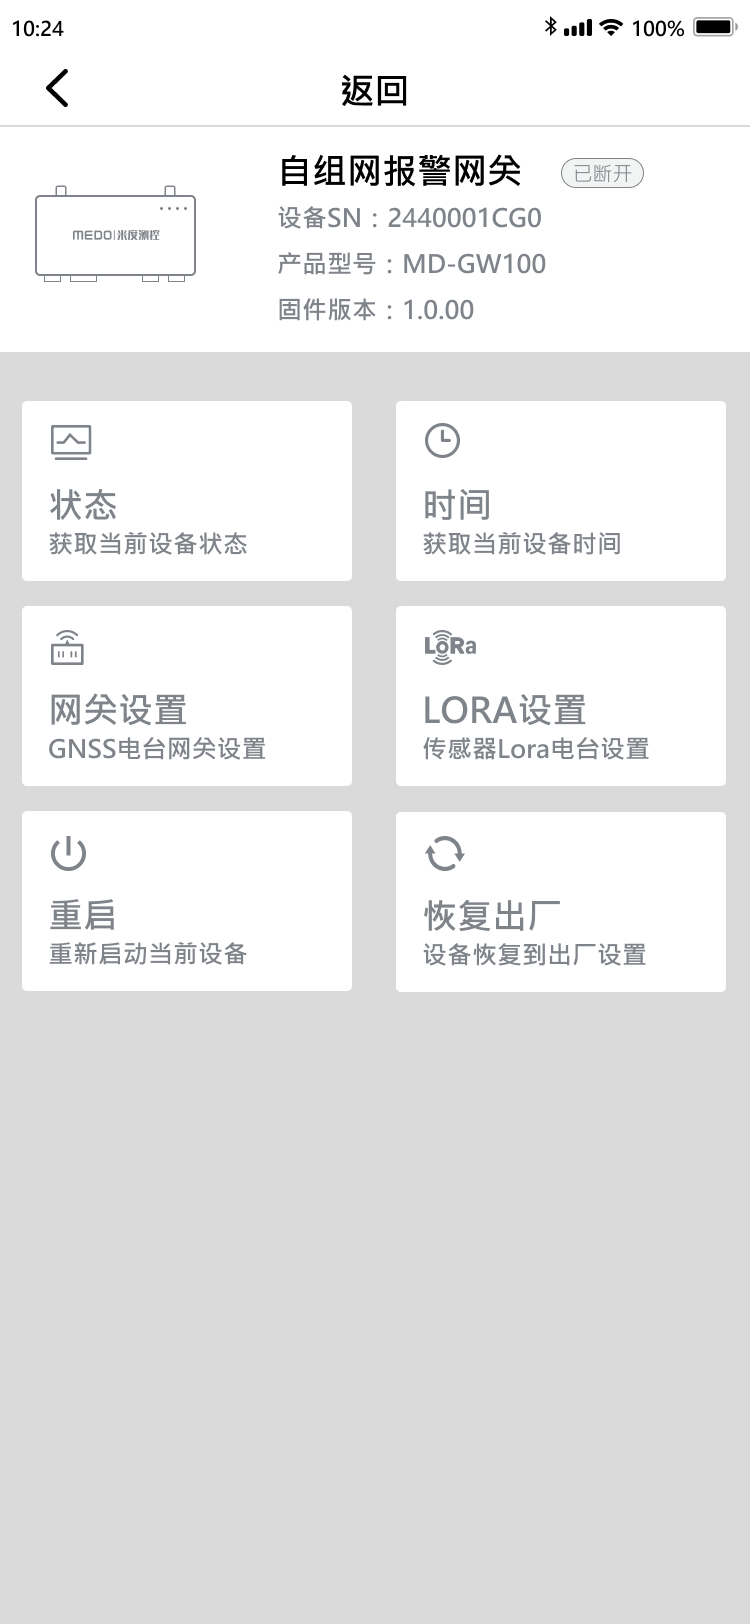 10:24
100%
返回
自组网报警网关
已断开
设备SN：2440001CG0
产品型号：MD-GW100
固件版本：1.0.00
MEDO|米度测控
状态
获取当前设备状态
时间
获取当前设备时间
网关设置
GNSS电台网关设置
LoRa
LORA设置
传感器Lora电台设置
重启
重新启动当前设备
恢复出厂
设备恢复到出厂设置